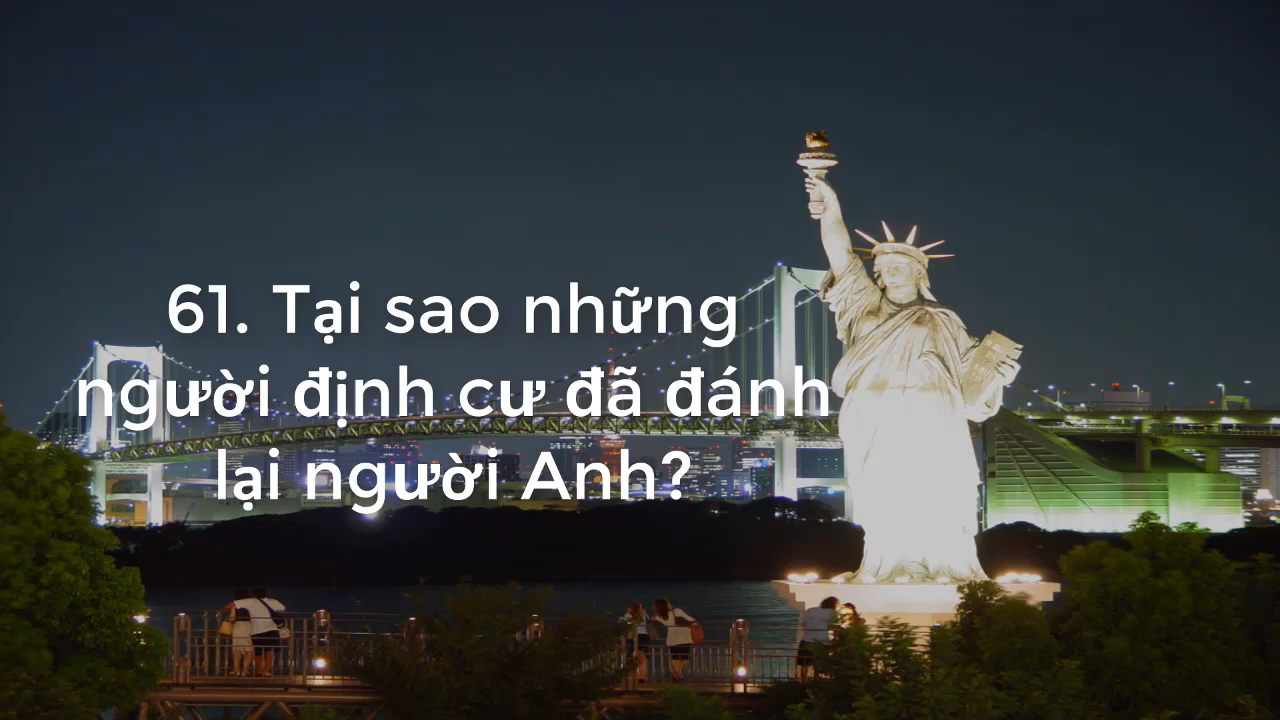 61. Tại sao những
người định cư đã đánh
lại người Anh?